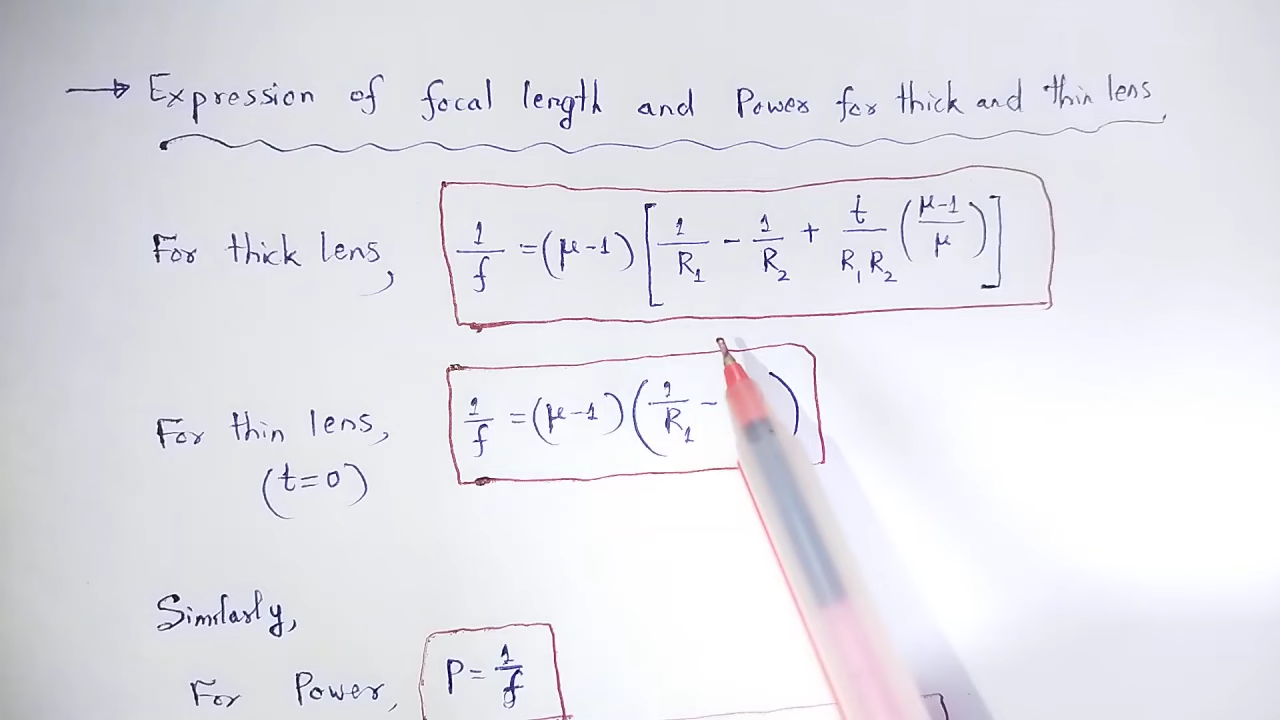 → Expression of focal length and Power for thick and thin lens
For thick lens, 1/f = (μ-1) [1/R₁ - 1/R₂ + t/R₁R₂ (μ-1/μ)]
For thin lens, 1/f = (μ-1) (1/R₁ - )
(t=0)
Similarly,
For Power, P = 1/f